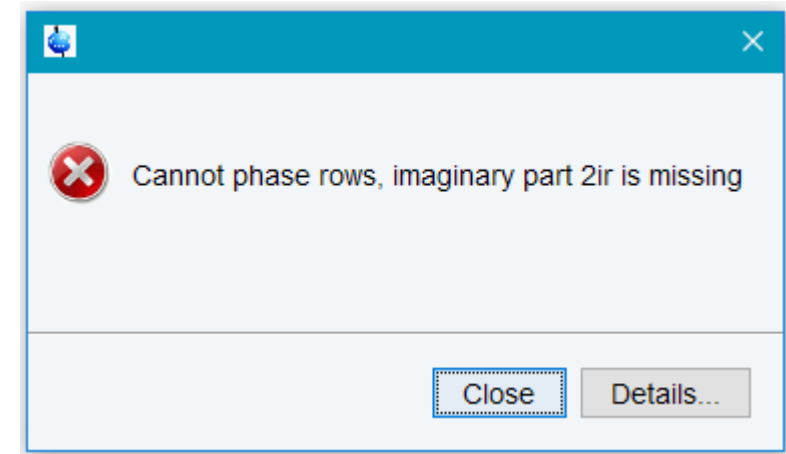 Cannot phase rows, imaginary part 2ir is missing
Close Details...